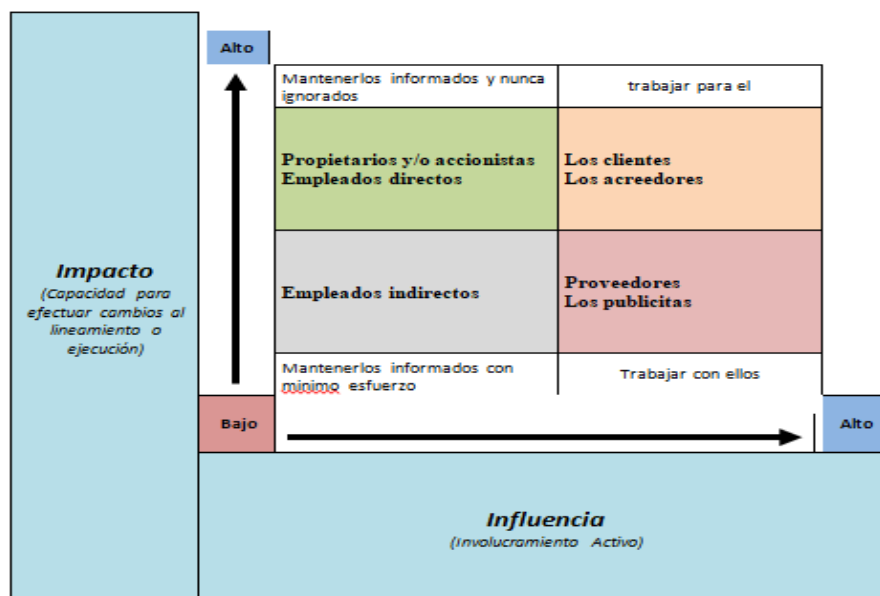 Alto
Mantenerlos informados y nunca
ignorados
trabajar para el
Propietarios y/o accionistas
Empleados directos
Los clientes
Los acreedores
Impacto
(Capacidad para
efectuar cambios al
lineamiento o
ejecución)
Empleados indirectos
Proveedores
Los publicitas
Mantenerlos informados con
minimo esfuerzo
Trabajar con ellos
Bajo
Alto
Influencia
(Involucramiento Activo)